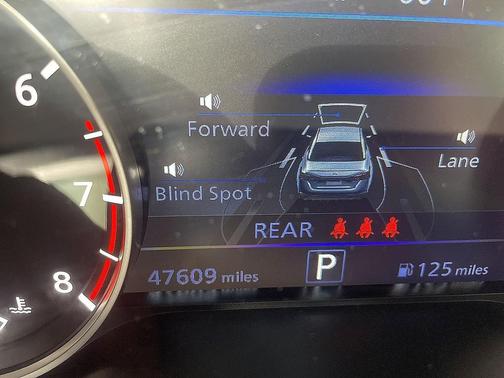 6
Forward
Lane
7
Blind Spot
REAR
8
47609 miles
P
125 miles